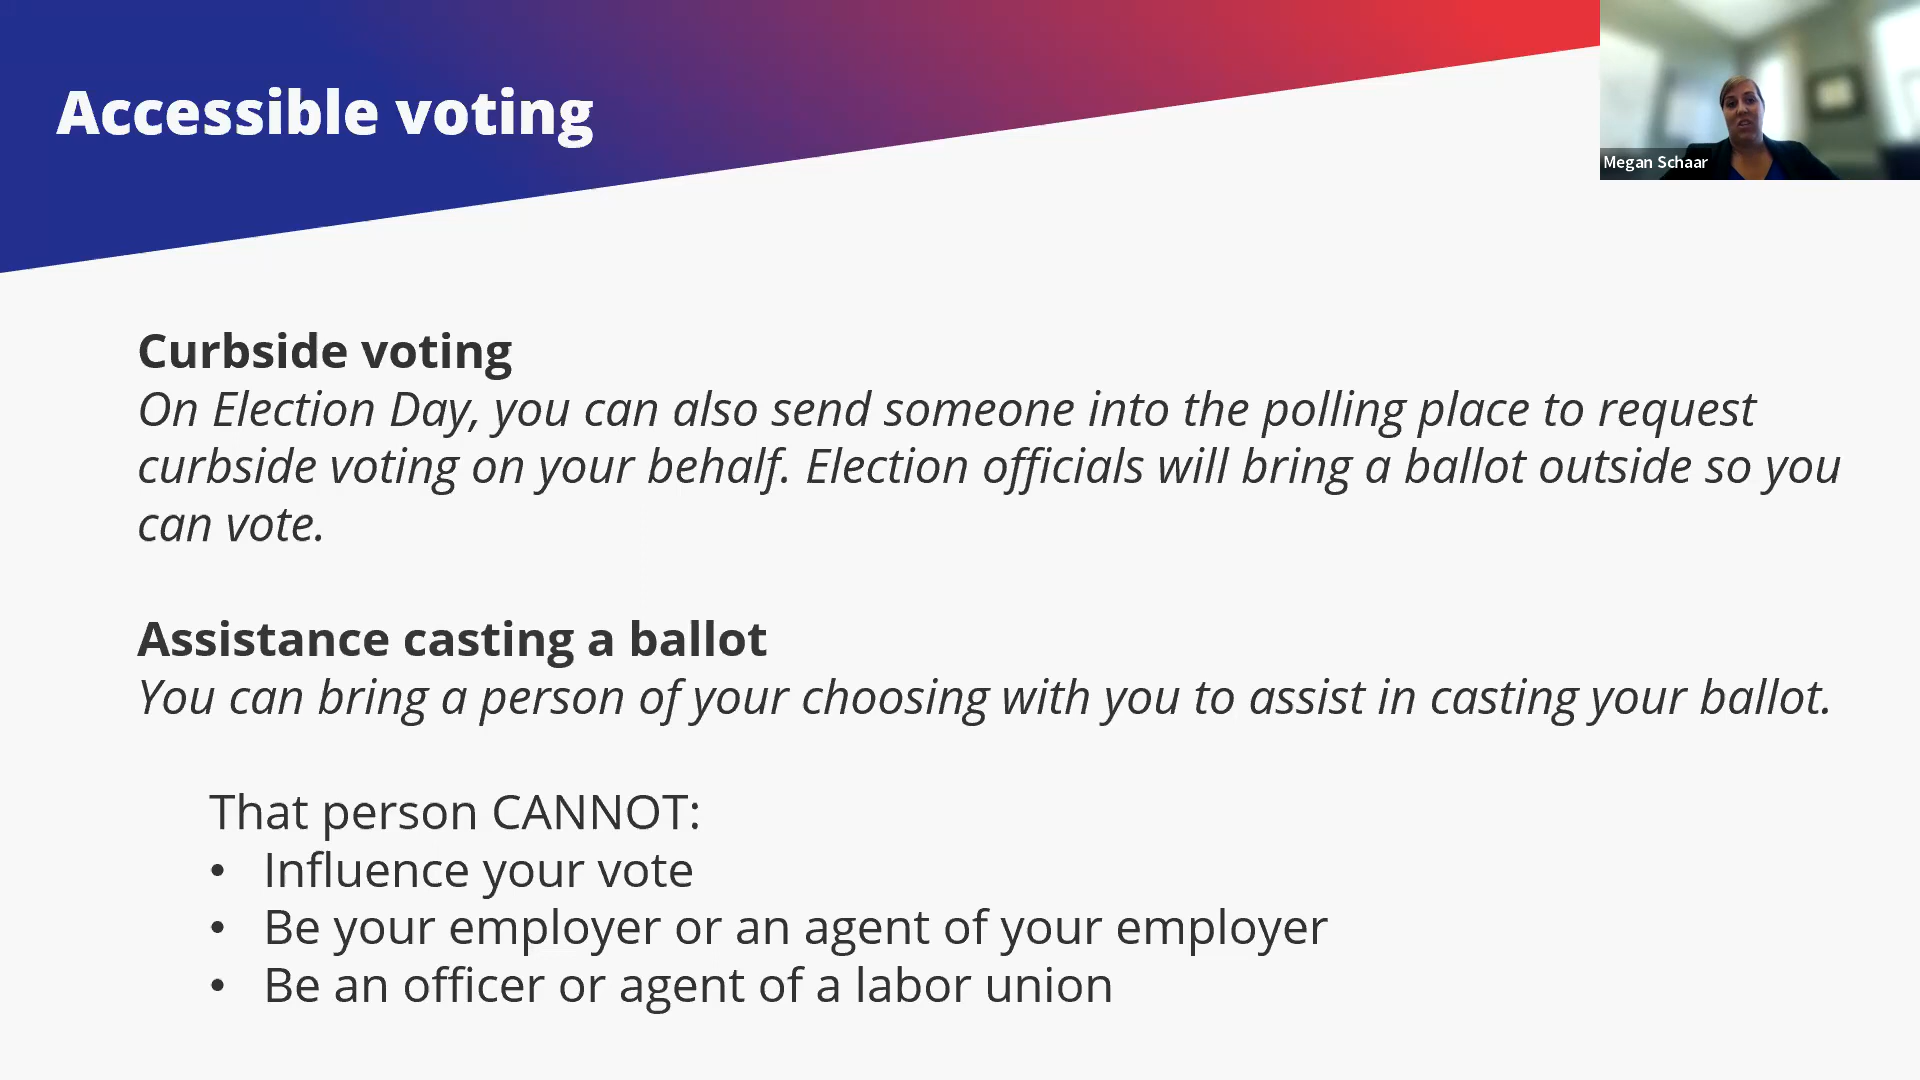 Accessible voting
Megan Schaar
Curbside voting
On Election Day, you can also send someone into the polling place to request
curbside voting on your behalf. Election officials will bring a ballot outside so you
can vote.
Assistance casting a ballot
You can bring a person of your choosing with you to assist in casting your ballot.
That person CANNOT:
• Influence your vote
• Be your employer or an agent of your employer
• Be an officer or agent of a labor union